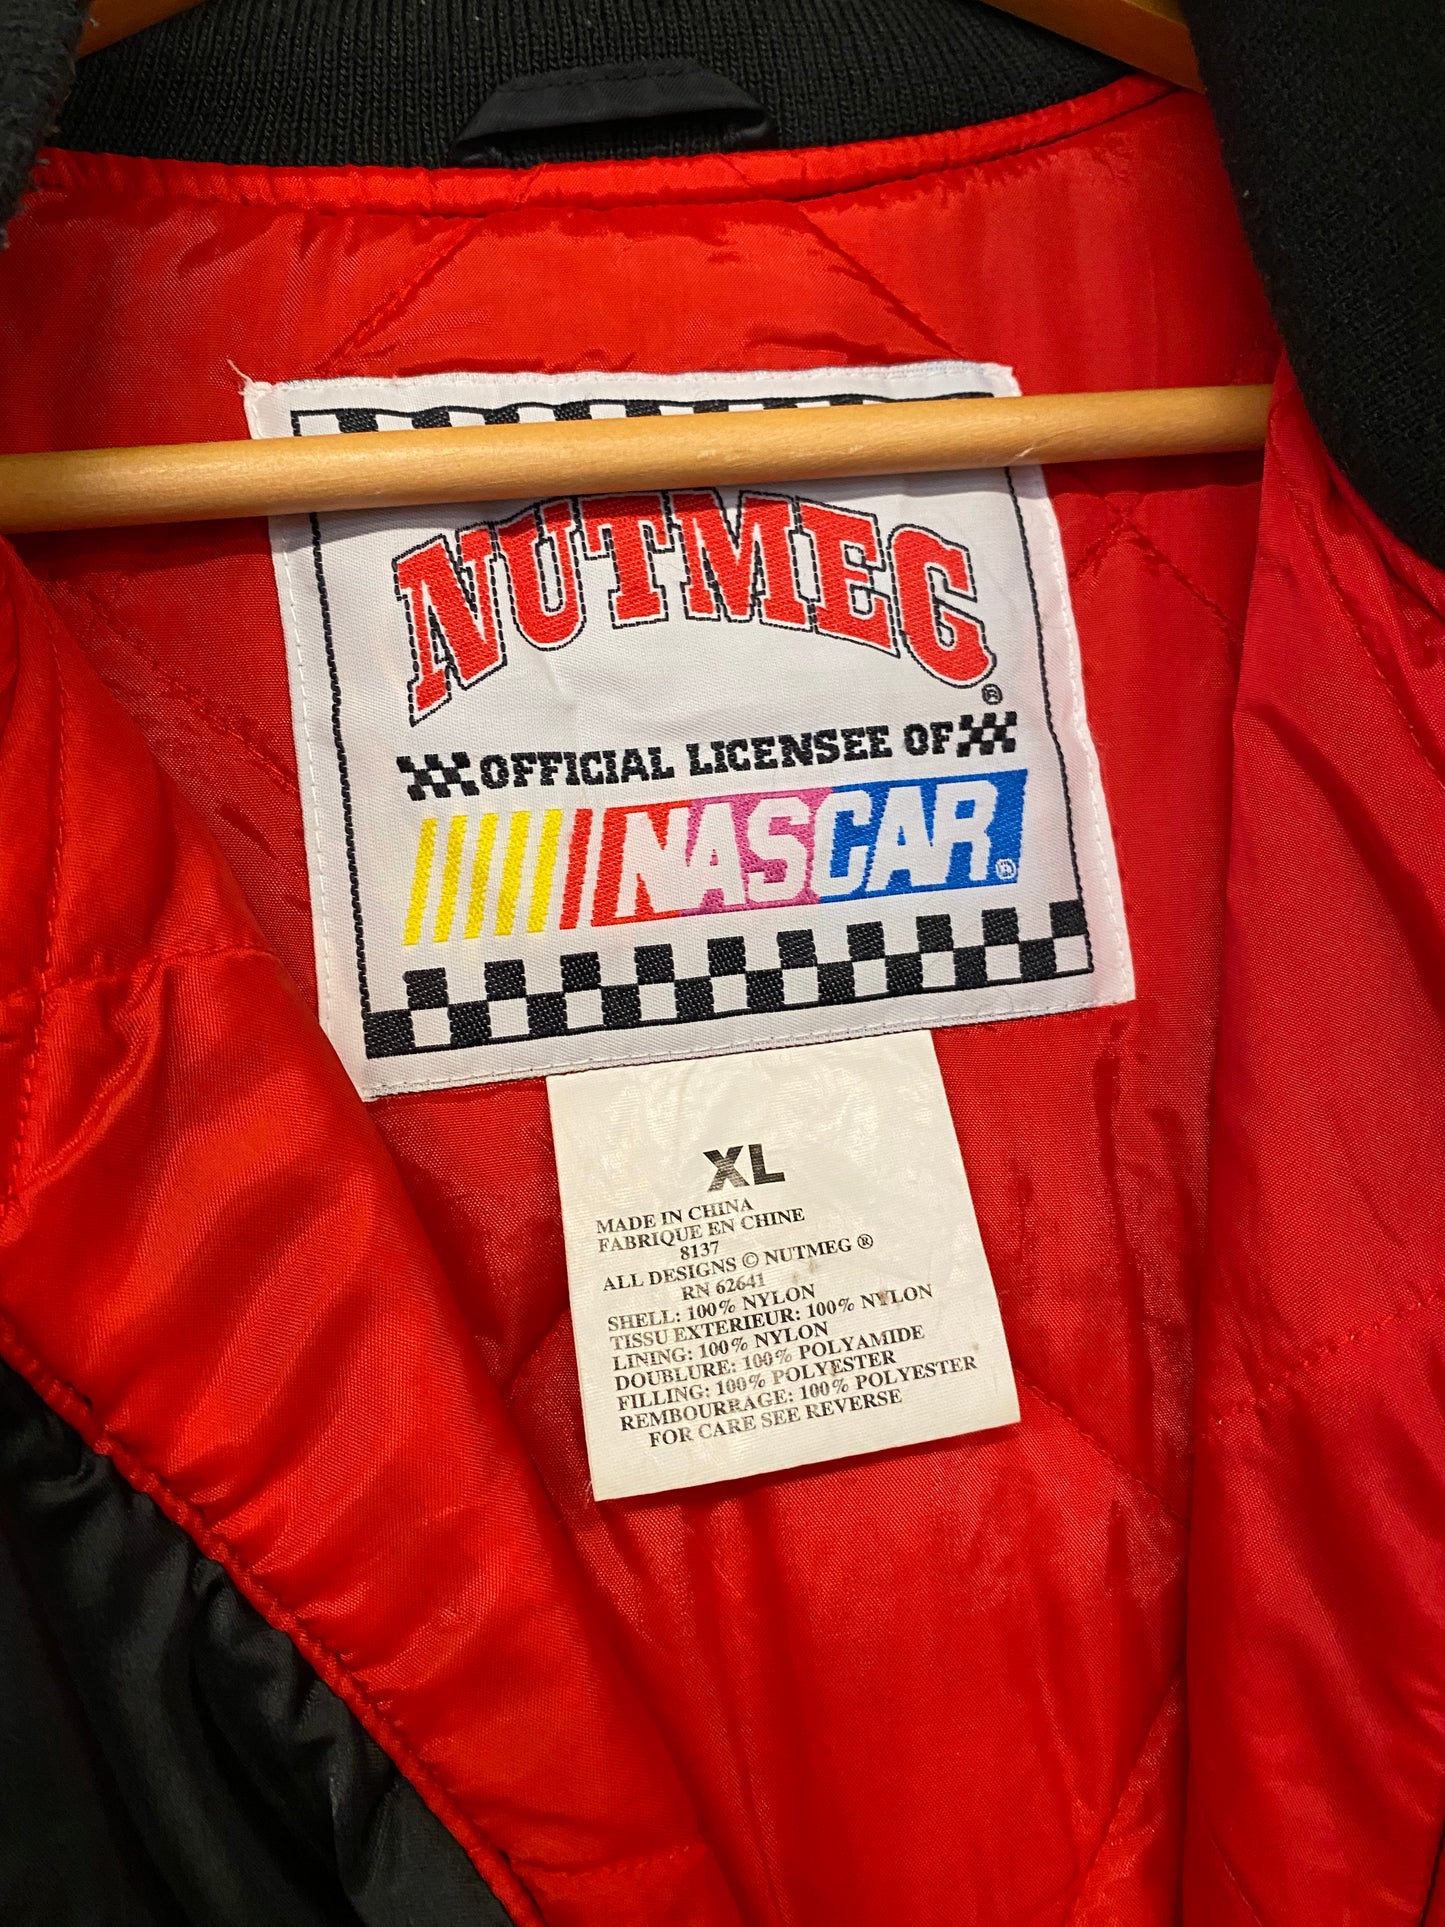 NUTMEG®
OFFICIAL LICENSEE OF
NASCAR®
XL
MADE IN CHINA
FABRIQUE EN CHINE
8137
ALL DESIGNS © NUTMEG ®
RN 62641
SHELL: 100% NYLON
TISSU EXTERIEUR: 100% NYLON
LINING: 100% NYLON
DOUBLURE: 100% POLYAMIDE
FILLING: 100% POLYESTER
REMBOURRAGE: 100% POLYESTER
FOR CARE SEE REVERSE